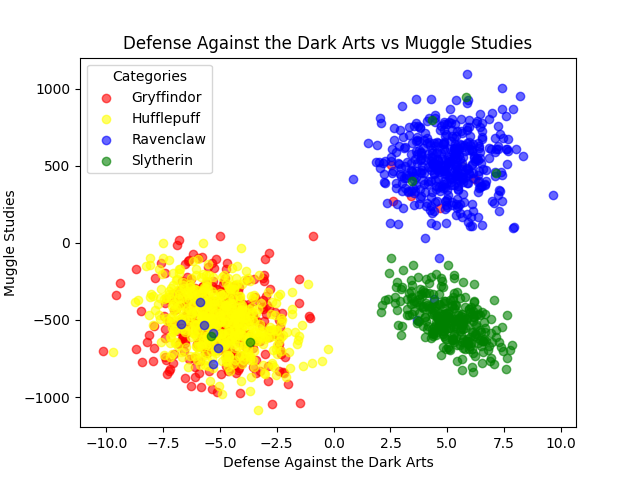 Defense Against the Dark Arts vs Muggle Studies
Categories
Gryffindor
Hufflepuff
Ravenclaw
Slytherin
Muggle Studies
1000
500
0
−500
−1000
−10.0 −7.5 −5.0 −2.5 0.0 2.5 5.0 7.5 10.0
Defense Against the Dark Arts